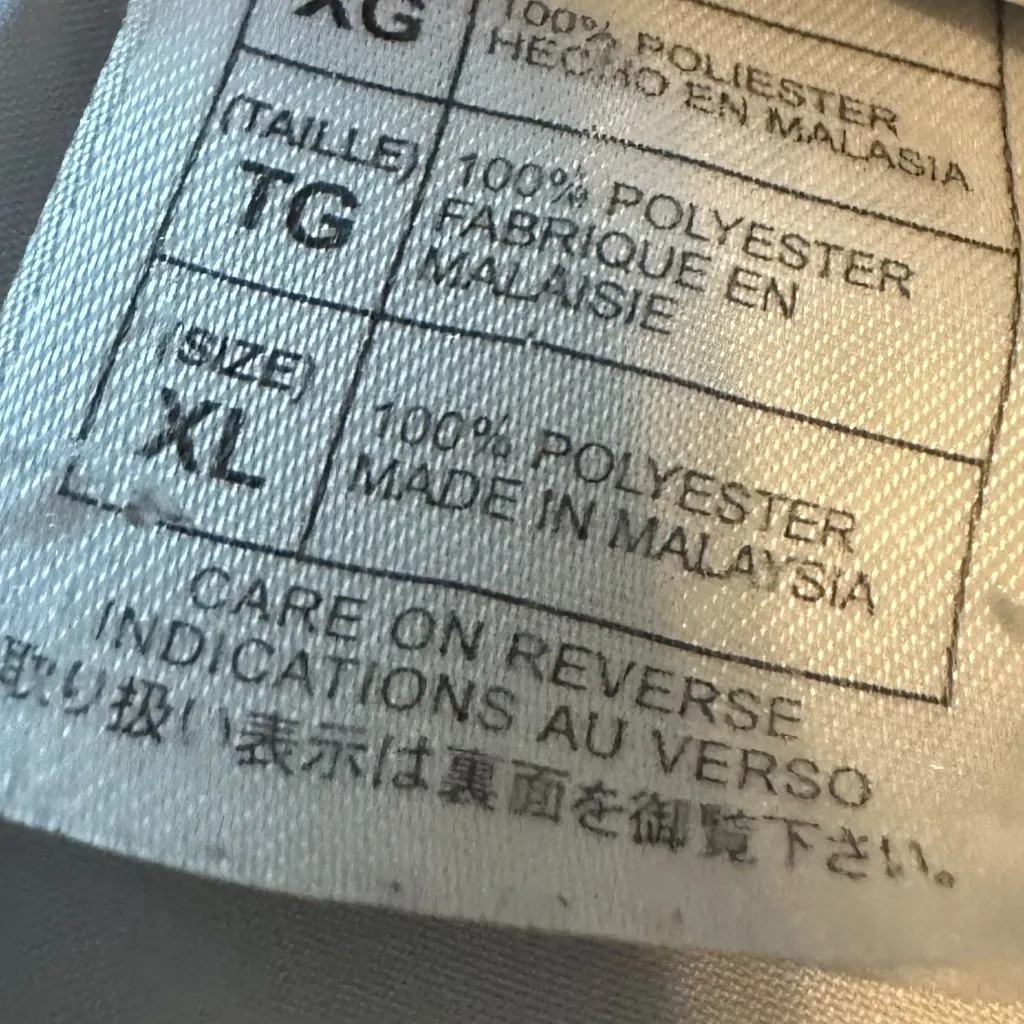 XG
100% POLIESTER
HECHO EN MALASIA
(TAILLE)
TG
100% POLYESTER
FABRIQUE EN
MALAISIE
(SIZE)
XL
100% POLYESTER
MADE IN MALAYSIA
CARE ON REVERSE
INDICATIONS AU VERSO
取り扱い表示は裏面を御覧下さい。